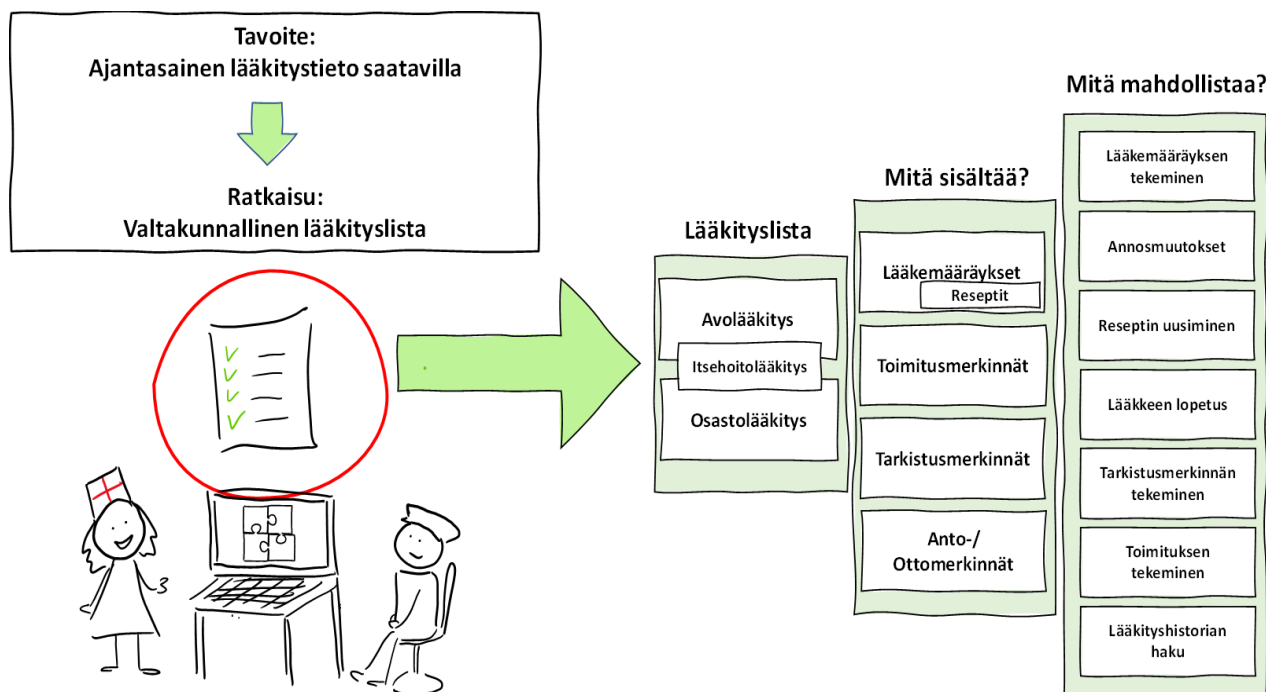 Tavoite:
Ajantasainen lääkitystieto saatavilla
Ratkaisu:
Valtakunnallinen lääkityslista
Lääkityslista
Avolääkitys
Itsehoitolääkitys
Osastolääkitys
Mitä sisältää?
Lääkemääräykset
Reseptit
Toimitusmerkinnät
Tarkistusmerkinnät
Anto-/
Ottomerkinnät
Mitä mahdollistaa?
Lääkemääräyksen
tekeminen
Annosmuutokset
Reseptin uusiminen
Lääkkeen lopetus
Tarkistusmerkinnän
tekeminen
Toimituksen
tekeminen
Lääkityshistorian
haku